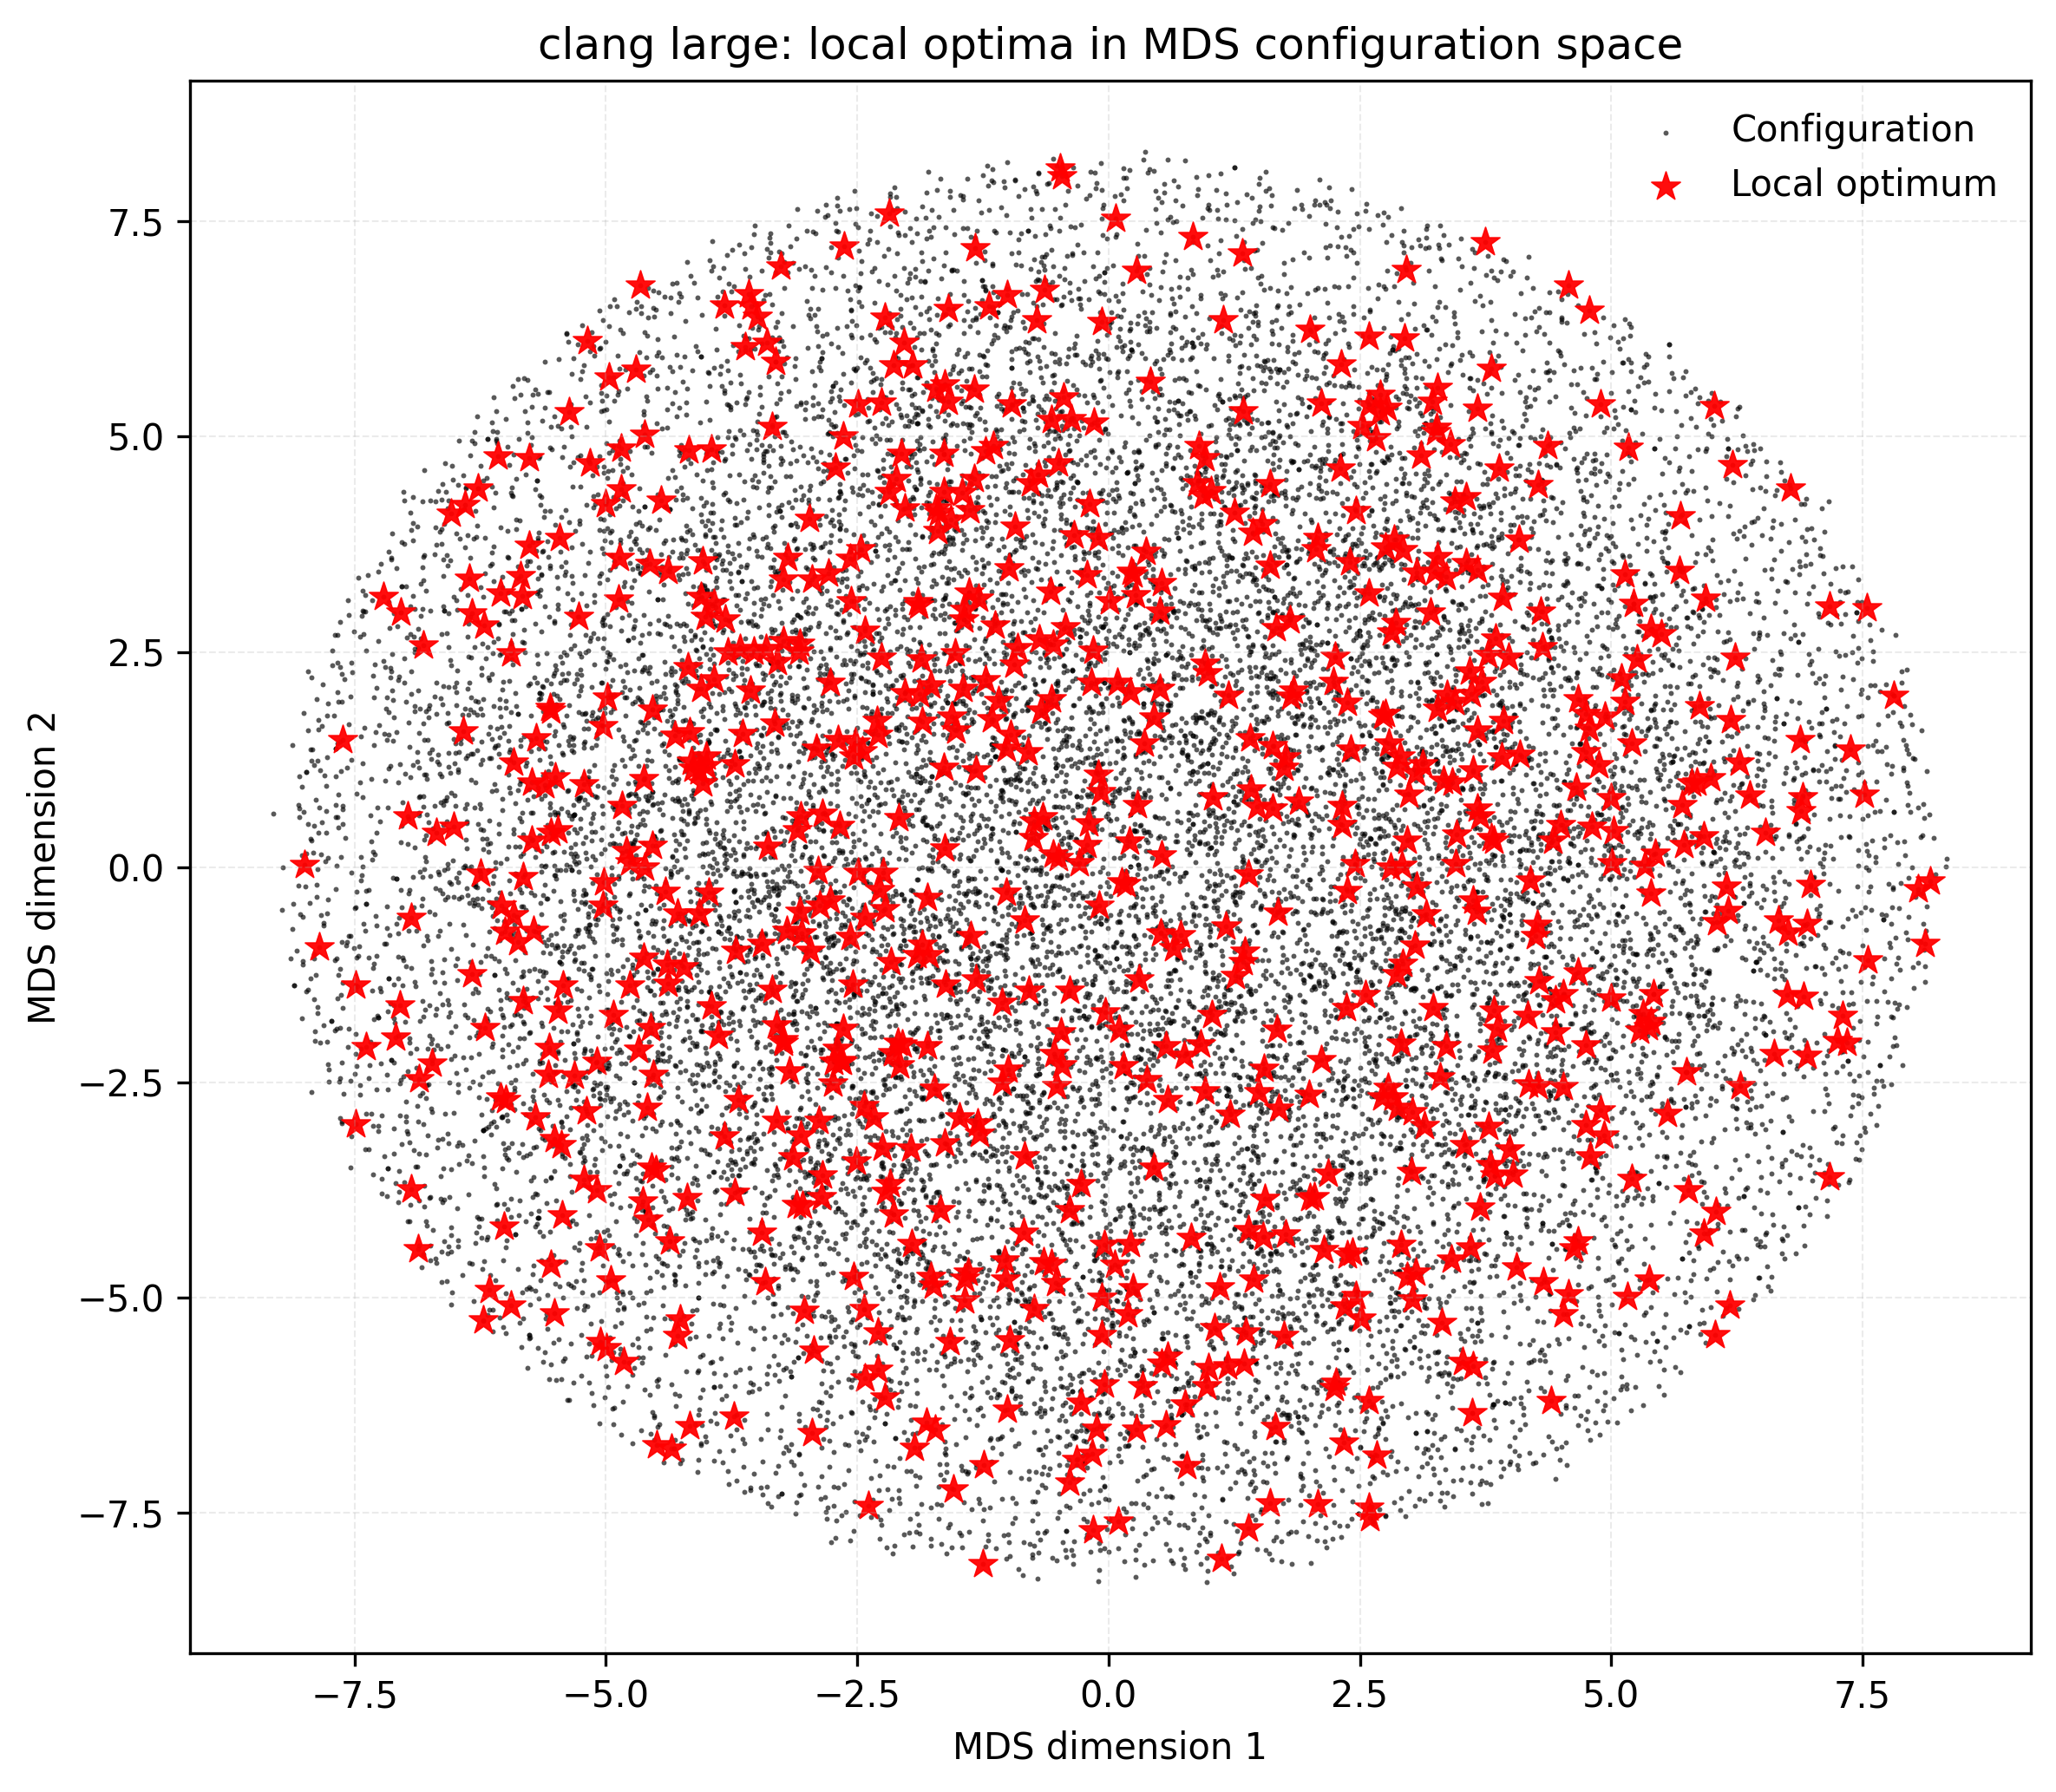 clang large: local optima in MDS configuration space
Configuration
Local optimum
MDS dimension 2
7.5
5.0
2.5
0.0
−2.5
−5.0
−7.5
−7.5 −5.0 −2.5 0.0 2.5 5.0 7.5
MDS dimension 1